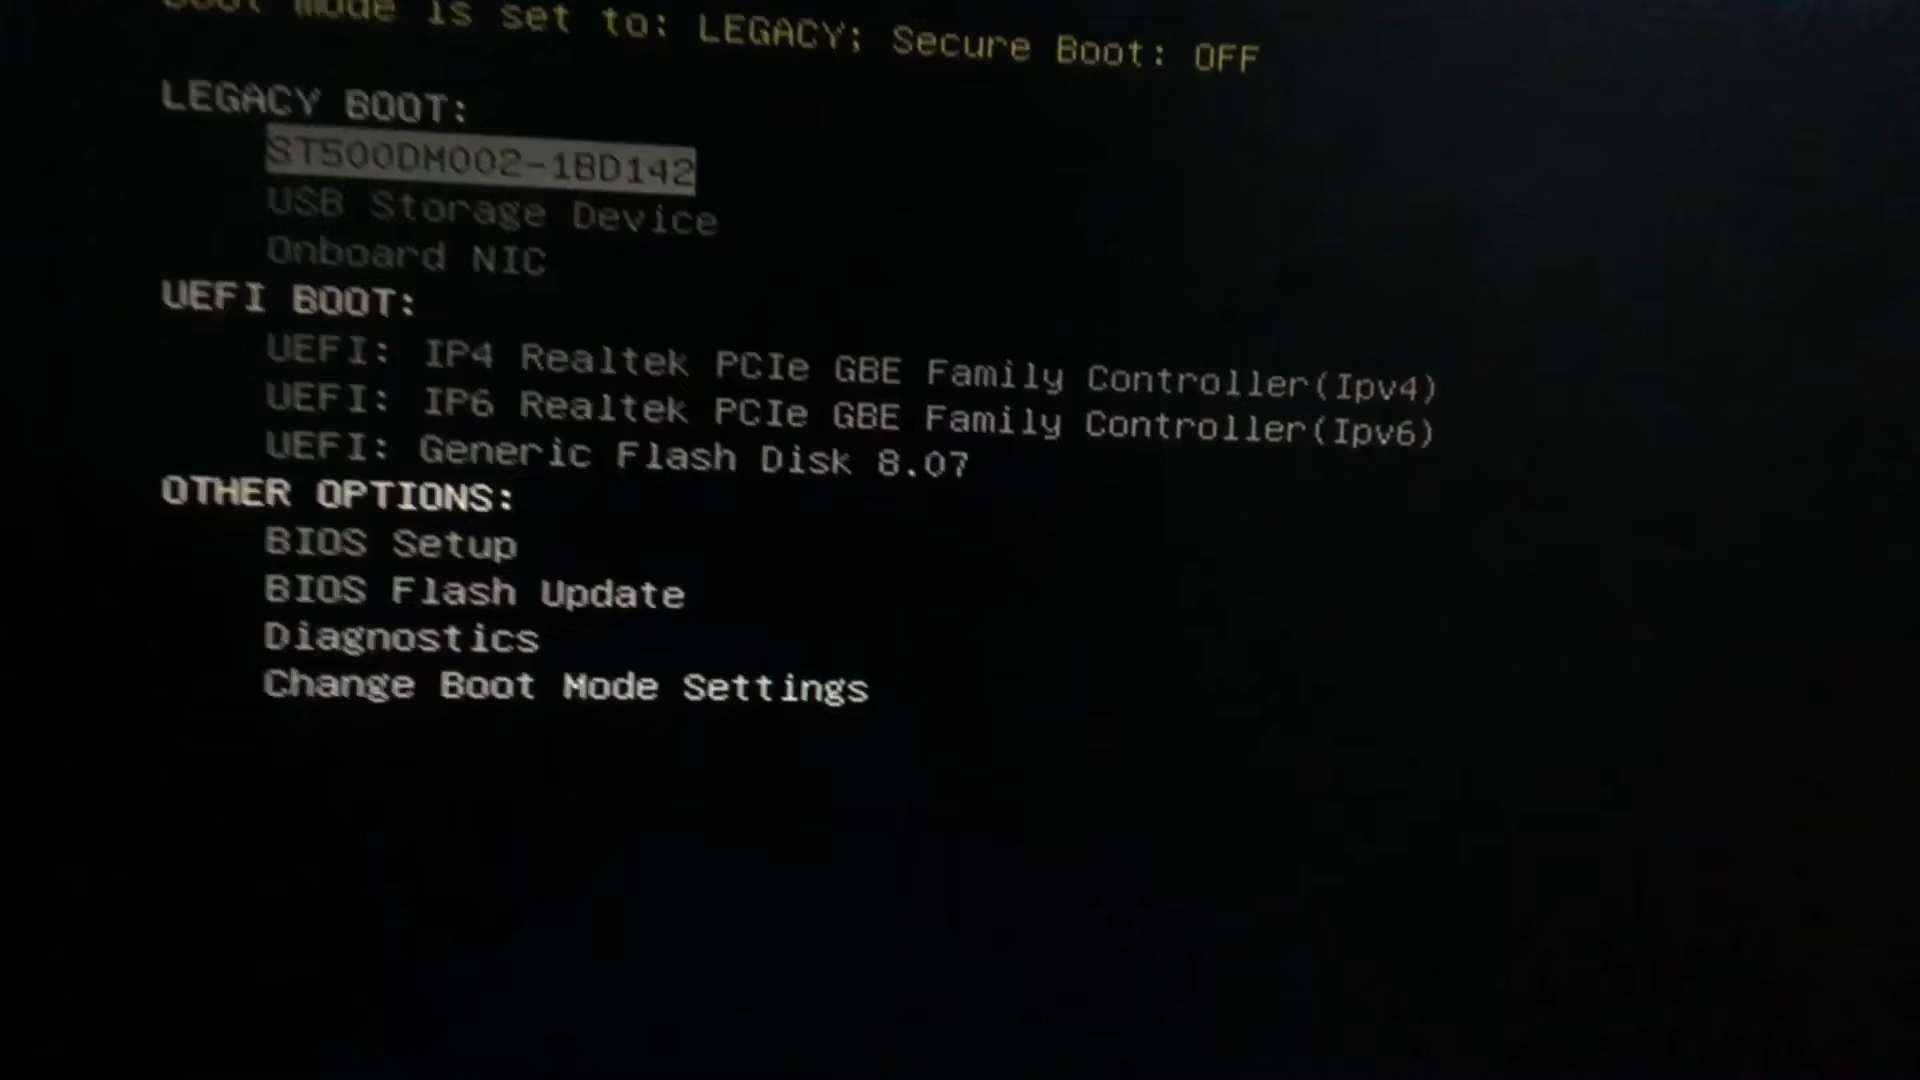 Boot mode is set to: LEGACY; Secure Boot: OFF
LEGACY BOOT:
ST500DM002-1BD142
USB Storage Device
Onboard NIC
UEFI BOOT:
UEFI: IP4 Realtek PCIe GBE Family Controller(Ipv4)
UEFI: IP6 Realtek PCIe GBE Family Controller(Ipv6)
UEFI: Generic Flash Disk 8.07
OTHER OPTIONS:
BIOS Setup
BIOS Flash Update
Diagnostics
Change Boot Mode Settings